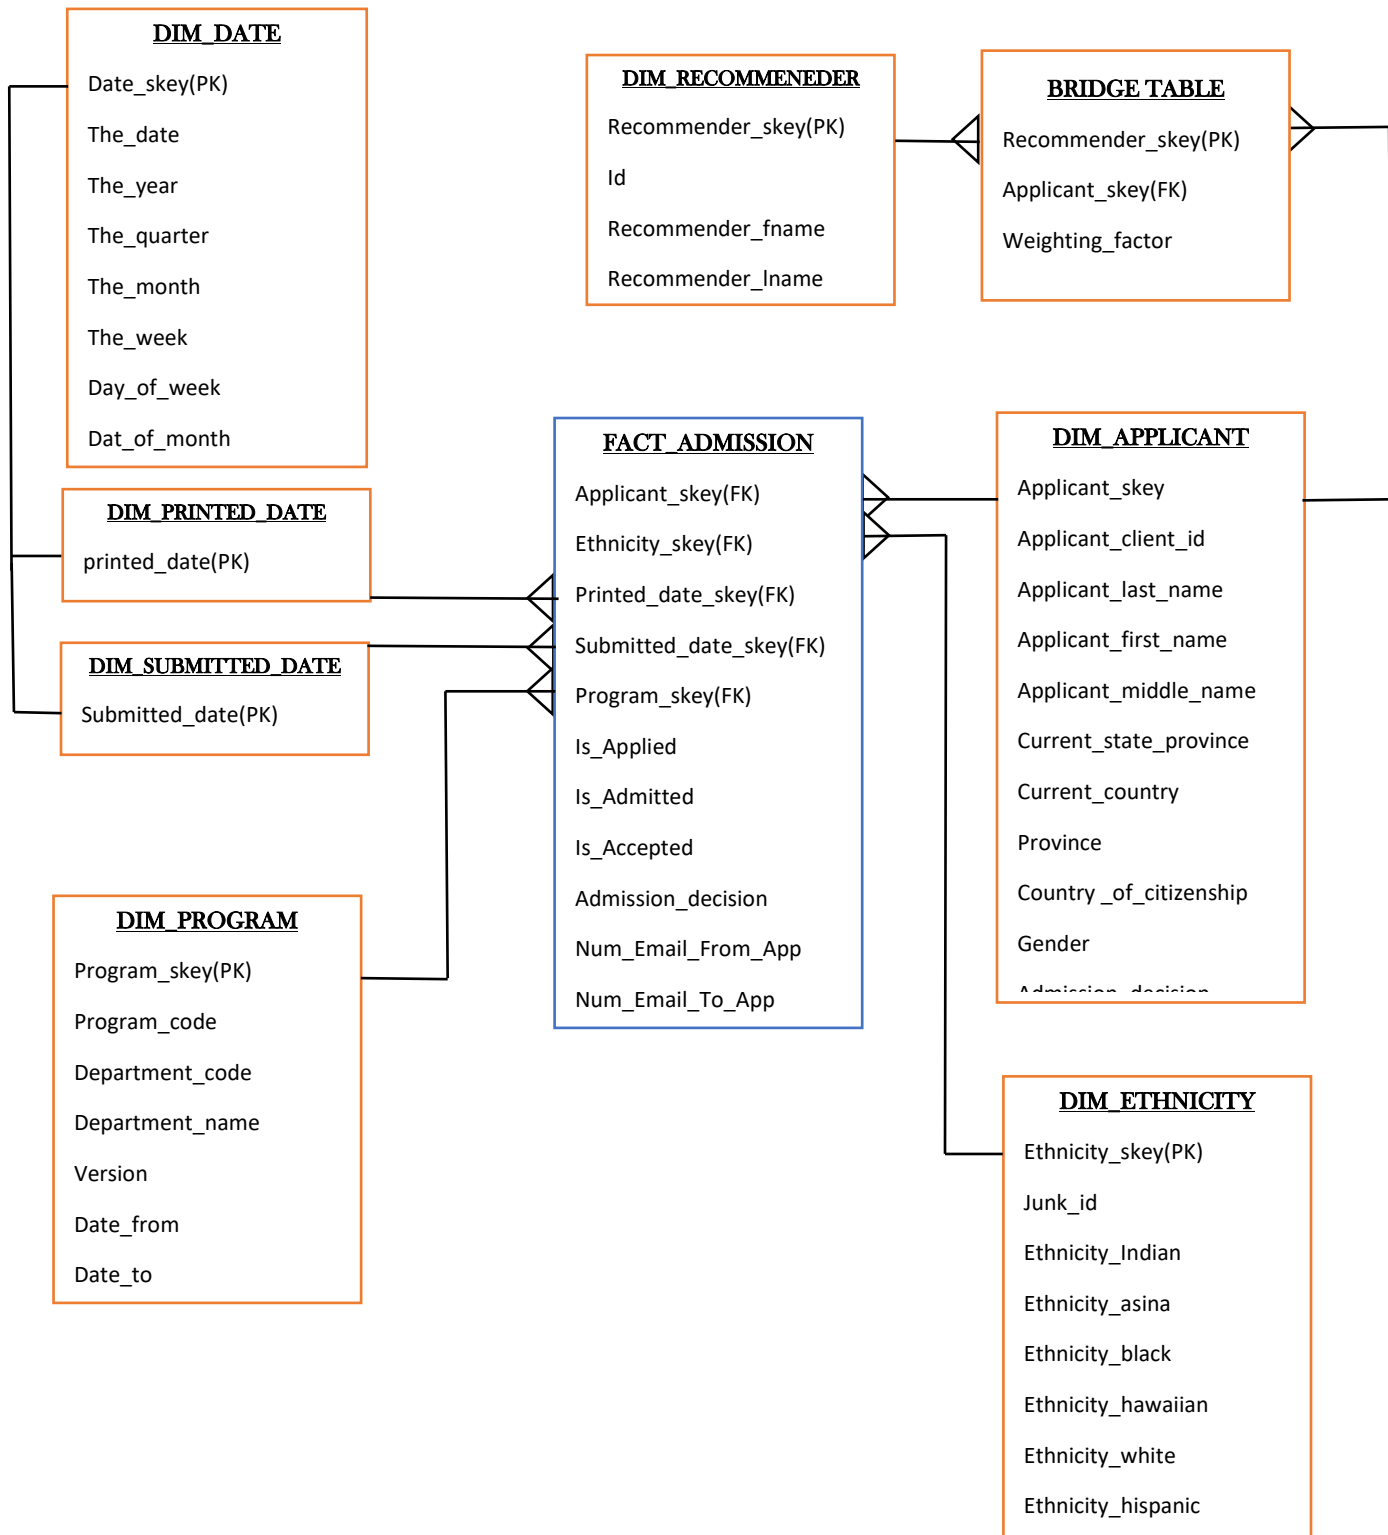 DIM_DATE
Date_skey(PK)
The_date
The_year
The_quarter
The_month
The_week
Day_of_week
Dat_of_month
DIM_PRINTED_DATE
printed_date(PK)
DIM_SUBMITTED_DATE
Submitted_date(PK)
DIM_PROGRAM
Program_skey(PK)
Program_code
Department_code
Department_name
Version
Date_from
Date_to
DIM_RECOMMENEDER
Recommender_skey(PK)
Id
Recommender_fname
Recommender_lname
BRIDGE TABLE
Recommender_skey(PK)
Applicant_skey(FK)
Weighting_factor
FACT_ADMISSION
Applicant_skey(FK)
Ethnicity_skey(FK)
Printed_date_skey(FK)
Submitted_date_skey(FK)
Program_skey(FK)
Is_Applied
Is_Admitted
Is_Accepted
Admission_decision
Num_Email_From_App
Num_Email_To_App
DIM_APPLICANT
Applicant_skey
Applicant_client_id
Applicant_last_name
Applicant_first_name
Applicant_middle_name
Current_state_province
Current_country
Province
Country _of_citizenship
Gender
Admission_decision
DIM_ETHNICITY
Ethnicity_skey(PK)
Junk_id
Ethnicity_Indian
Ethnicity_asina
Ethnicity_black
Ethnicity_hawaiian
Ethnicity_white
Ethnicity_hispanic